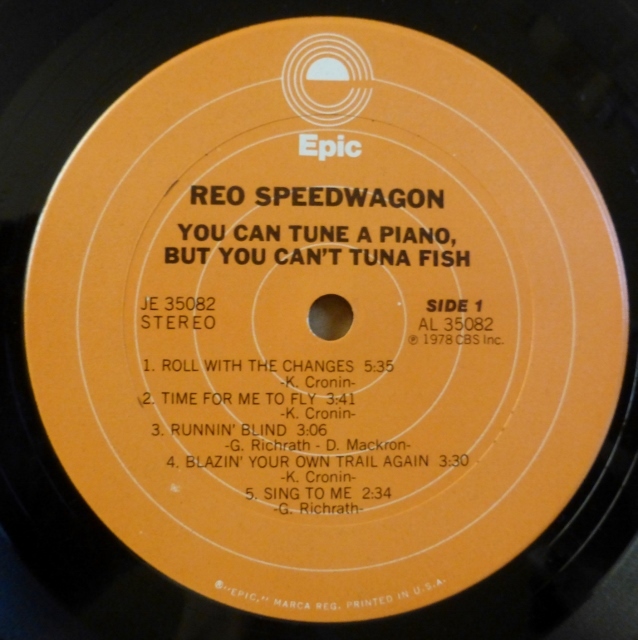 Epic
REO SPEEDWAGON
YOU CAN TUNE A PIANO,
BUT YOU CAN'T TUNA FISH
JE 35082
STEREO
SIDE 1
AL 35082
℗ 1978 CBS Inc.
1. ROLL WITH THE CHANGES 5:35
-K. Cronin-
2. TIME FOR ME TO FLY 3:41
-K. Cronin-
3. RUNNIN' BLIND 3:06
-G. Richrath - D. Mackron-
4. BLAZIN' YOUR OWN TRAIL AGAIN 3:30
-K. Cronin-
5. SING TO ME 2:34
-G. Richrath-
®"EPIC," MARCA REG. PRINTED IN U.S.A.